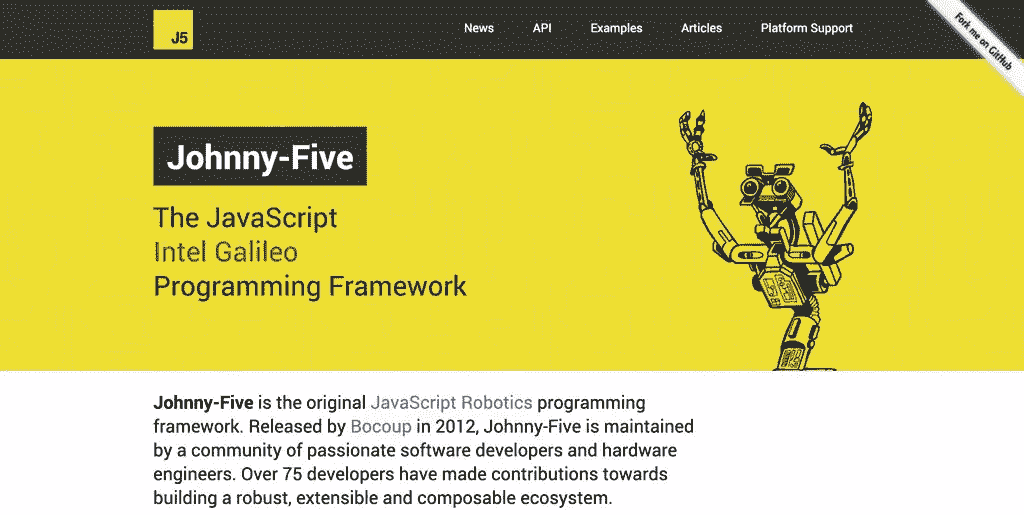 J5
News API Examples Articles Platform Support
Fork me on GitHub
Johnny-Five
The JavaScript
Intel Galileo
Programming Framework
Johnny-Five is the original JavaScript Robotics programming
framework. Released by Bocoup in 2012, Johnny-Five is maintained
by a community of passionate software developers and hardware
engineers. Over 75 developers have made contributions towards
building a robust, extensible and composable ecosystem.